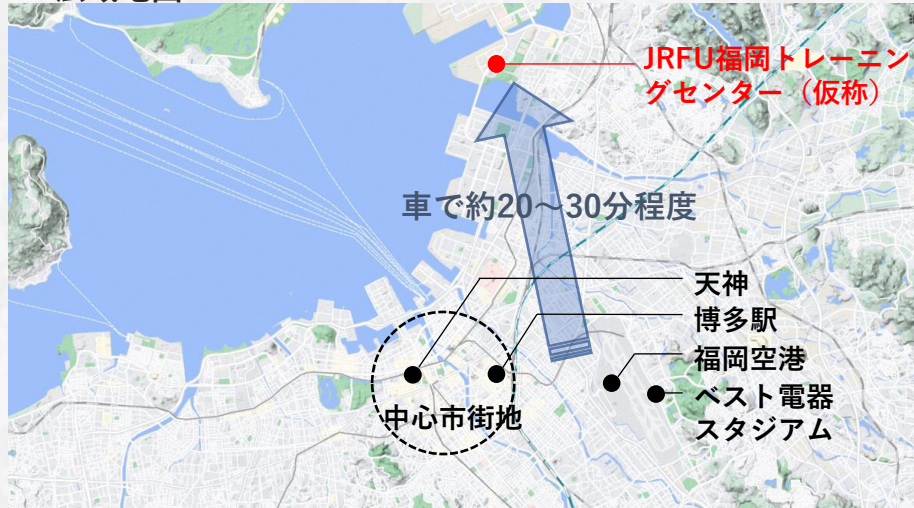 JRFU福岡トレーニン
グセンター（仮称）
車で約20～30分程度
天神
博多駅
福岡空港
ベスト電器
スタジアム
中心市街地